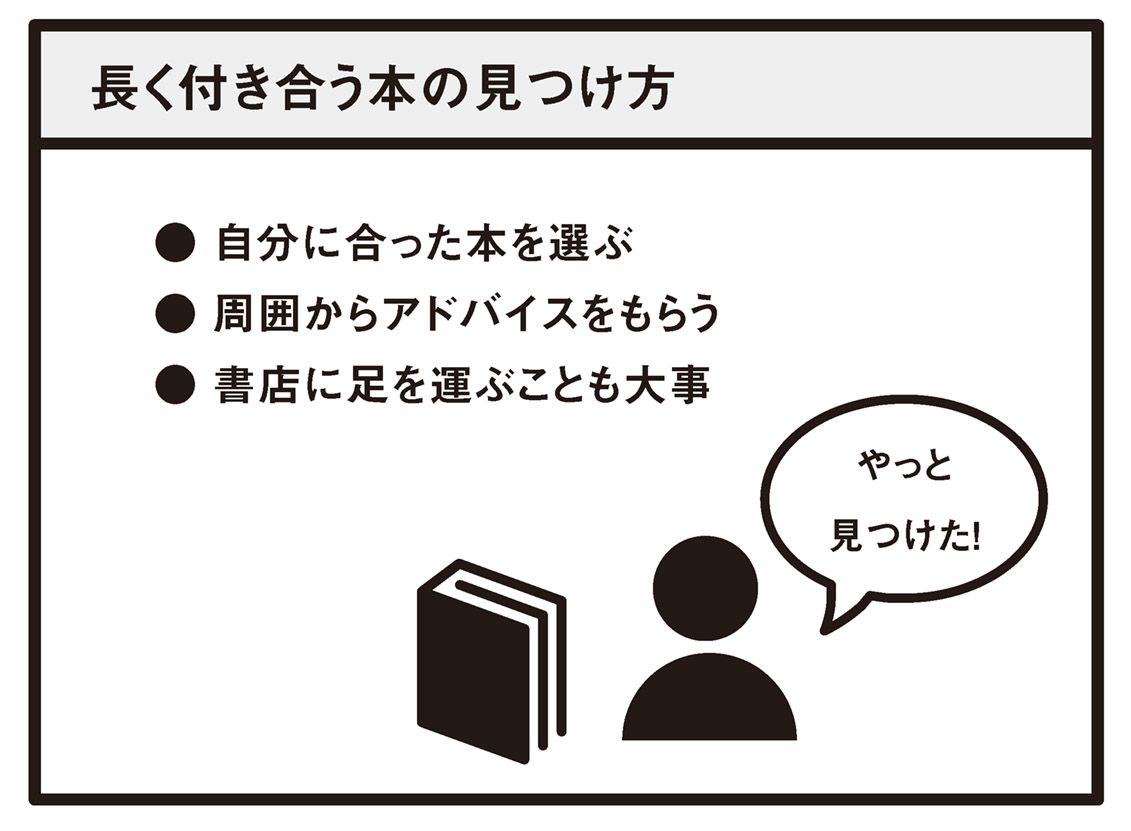 長く付き合う本の見つけ方
● 自分に合った本を選ぶ
● 周囲からアドバイスをもらう
● 書店に足を運ぶことも大事
やっと
見つけた!